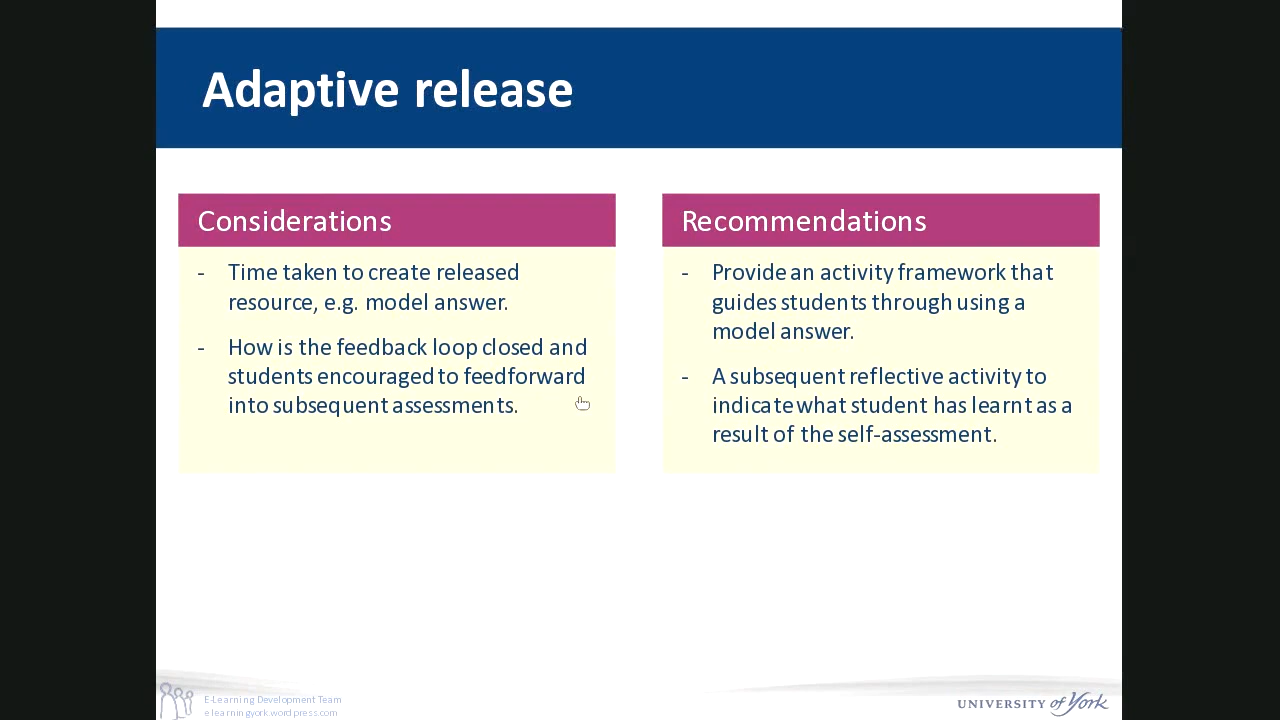 Adaptive release
Considerations
- Time taken to create released
resource, e.g. model answer.
- How is the feedback loop closed and
students encouraged to feedforward
into subsequent assessments.
Recommendations
- Provide an activity framework that
guides students through using a
model answer.
- A subsequent reflective activity to
indicate what student has learnt as a
result of the self-assessment.
E-Learning Development Team
elearningyork.wordpress.com
UNIVERSITY of York